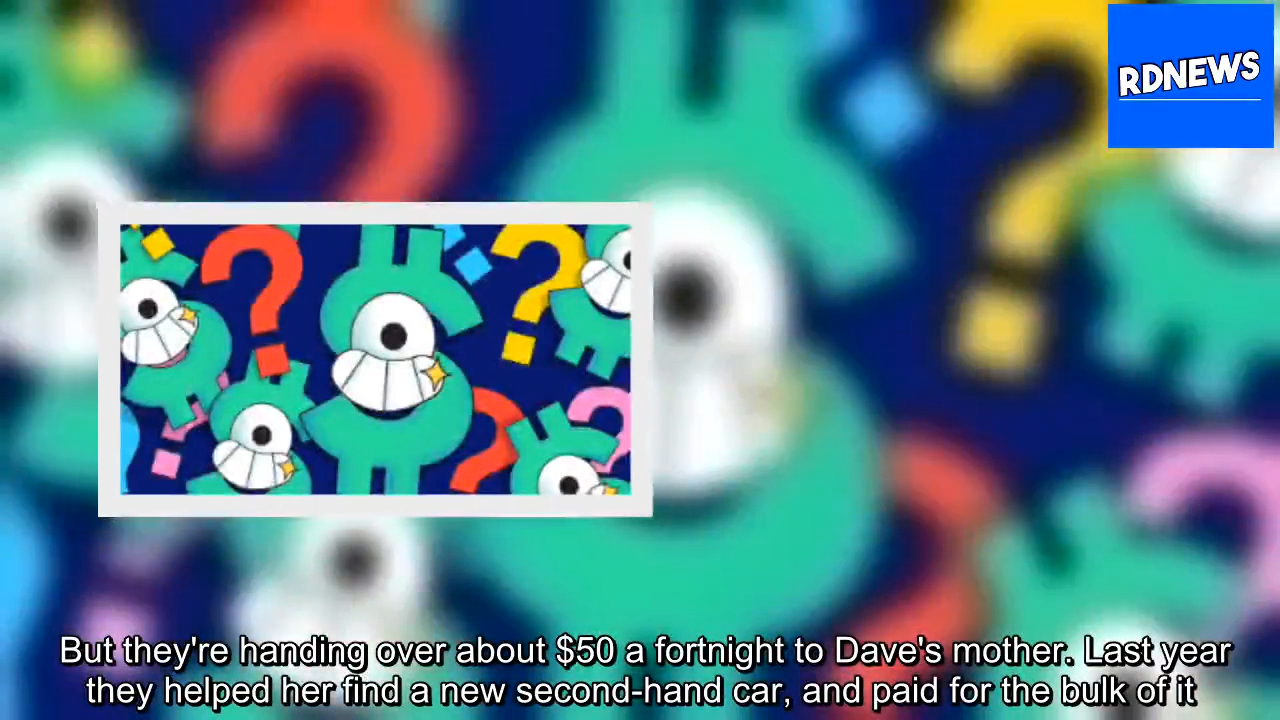 RDNEWS
But they're handing over about $50 a fortnight to Dave's mother. Last year
they helped her find a new second-hand car, and paid for the bulk of it